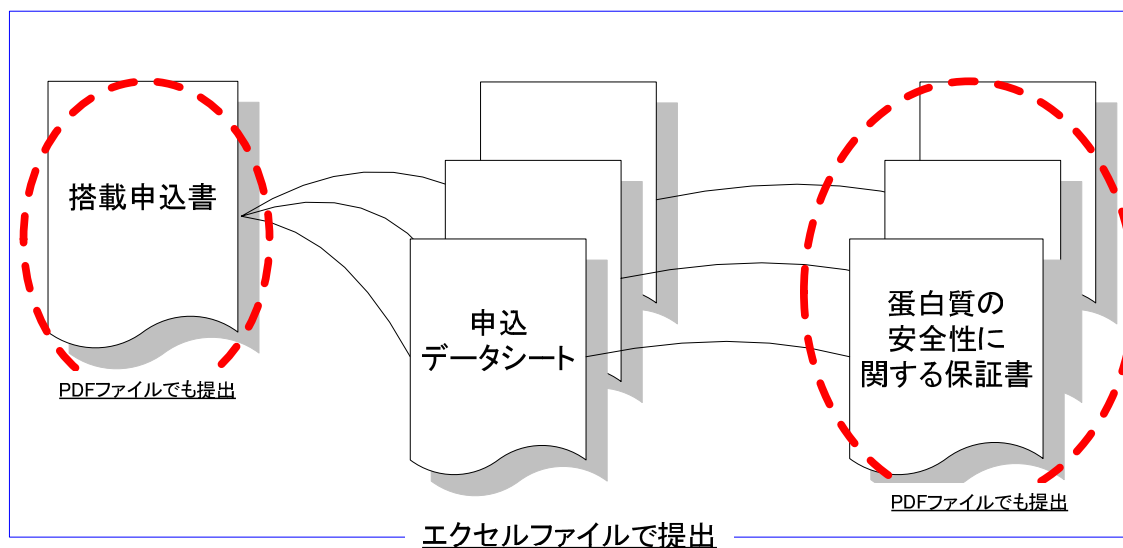 搭載申込書
PDFファイルでも提出
申込
データシート
蛋白質の
安全性に
関する保証書
PDFファイルでも提出
エクセルファイルで提出